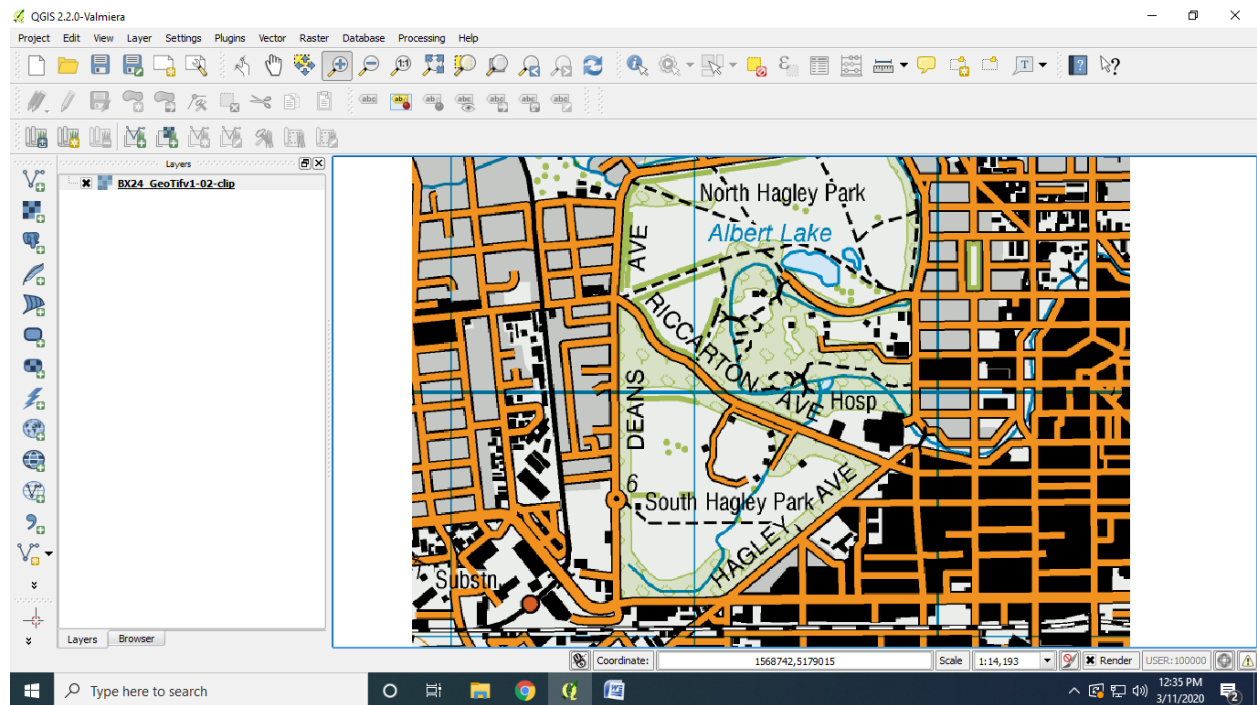 QGIS 2.2.0-Valmiera
Project Edit View Layer Settings Plugins Vector Raster Database Processing Help
Layers
BX24_GeoTifv1-02-clip
North Hagley Park
Albert Lake
AVE
RICCARTON AVE
DEANS
Hosp
6
South Hagley Park
HAGLEY AVE
Substn
Layers Browser
Coordinate: 1568742,5179015 Scale 1:14,193 Render USER:100000
Type here to search
12:35 PM
3/11/2020
2